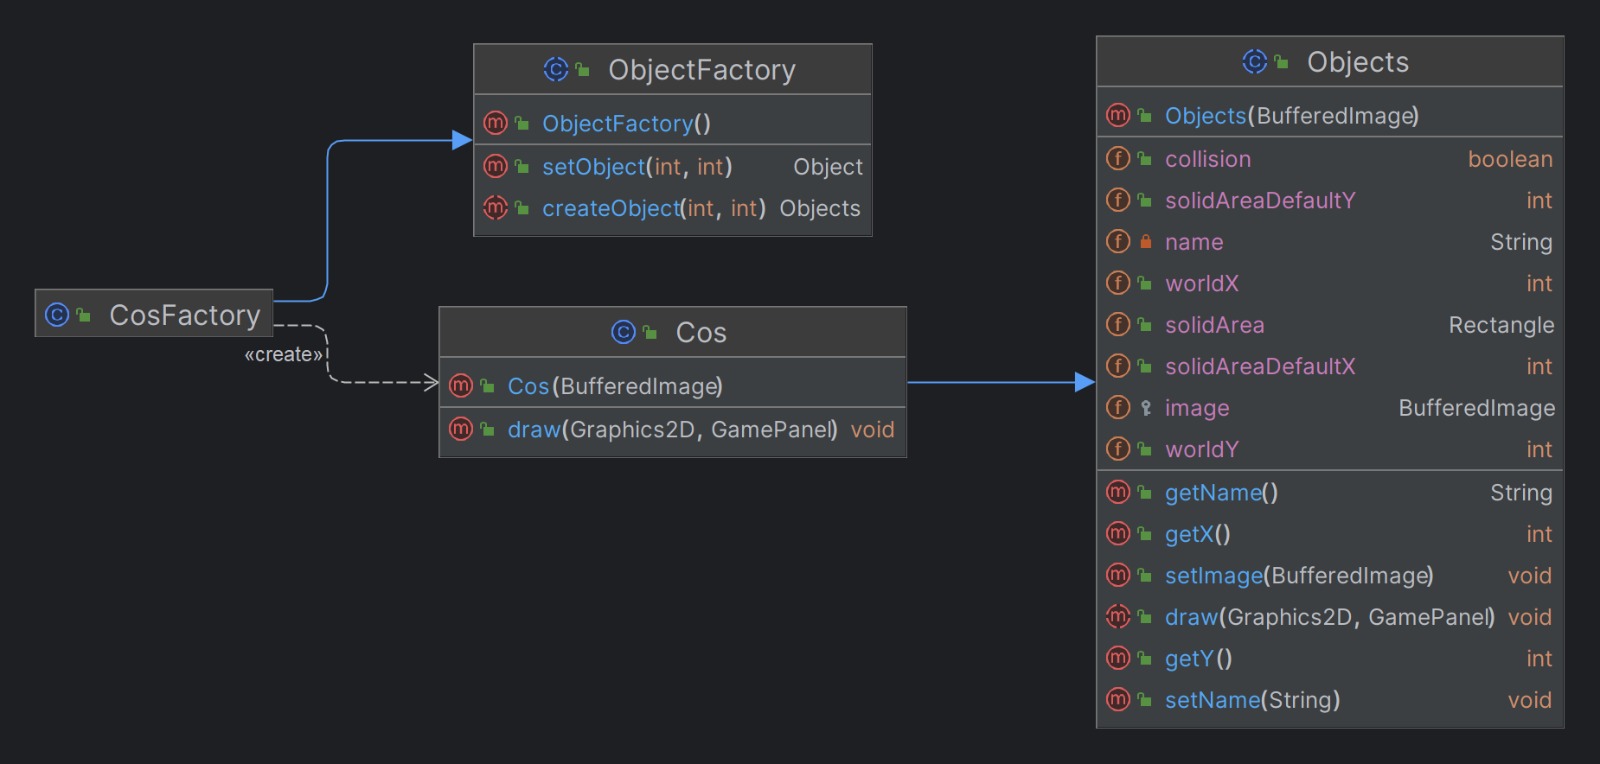 CosFactory
«create»
ObjectFactory
ObjectFactory()
setObject(int, int) Object
createObject(int, int) Objects
Cos
Cos(BufferedImage)
draw(Graphics2D, GamePanel) void
Objects
Objects(BufferedImage)
collision boolean
solidAreaDefaultY int
name String
worldX int
solidArea Rectangle
solidAreaDefaultX int
image BufferedImage
worldY int
getName() String
getX() int
setImage(BufferedImage) void
draw(Graphics2D, GamePanel) void
getY() int
setName(String) void